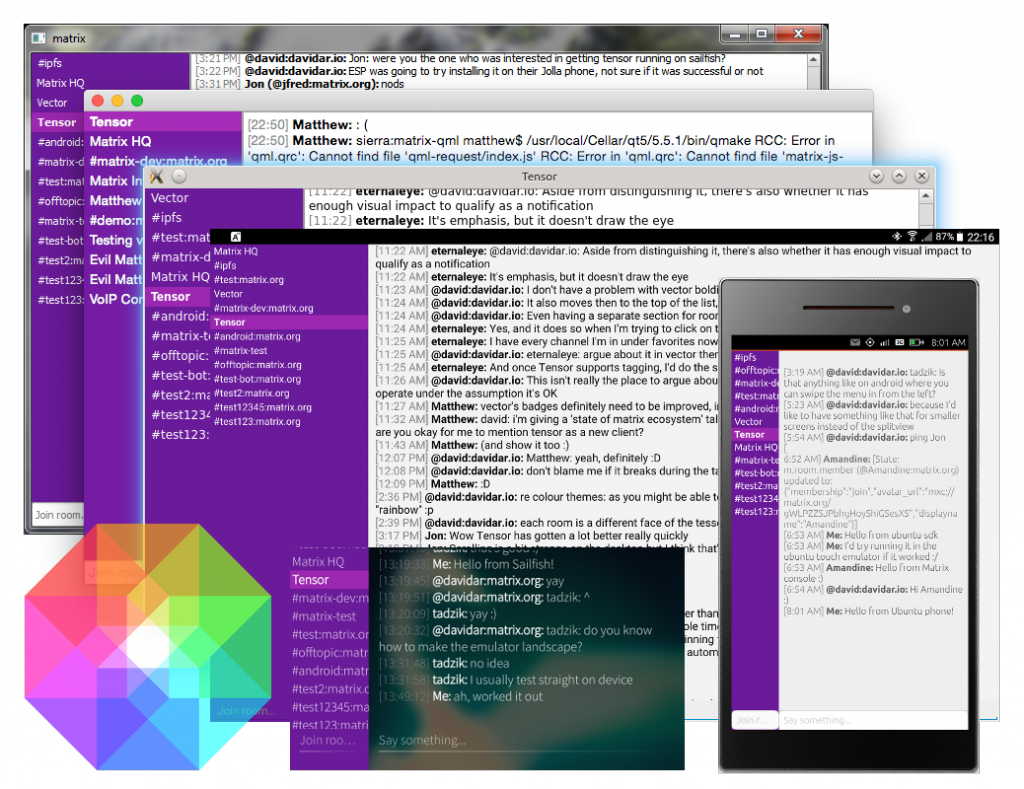 matrix
#ipfs
Matrix HQ
Vector
Tensor
#android:
#matrix-d
#test:mat
Matthew
#offtopic:
#matrix-t
#test-bot
#test2:ma
#test1234
#test123:
Join room.
[3:21 PM] @david:davidar.io: Jon: were you the one who was interested in getting tensor running on sailfish?
[3:22 PM] @david:davidar.io: ESP was going to try installing it on their Jolla phone, not sure if it was successful or not
[3:31 PM] Jon (@jfred:matrix.org): nods
Tensor
Matrix HQ
#matrix-dev:matrix.org
Matrix In
Matthew
#demo:m
Testing v
Evil Matt
Evil Matt
VoIP Con
Join room
[22:50] Matthew: : (
[22:50] Matthew: sierra:matrix-qml matthew$ /usr/local/Cellar/qt5/5.5.1/bin/qmake RCC: Error in
'qml.qrc': Cannot find file 'qml-request/index.js' RCC: Error in 'qml.qrc': Cannot find file 'matrix-js-
Tensor
Vector
#ipfs
#test:mat
#matrix-d
Matrix HQ
Tensor
#android:
#matrix-te
#offtopic:
#test-bot:
#test2:ma
#test1234
#test123:
[11:22] eternaleye: @david:davidar.io: Aside from distinguishing it, there's also whether it has
enough visual impact to qualify as a notification
[11:22] eternaleye: It's emphasis, but it doesn't draw the eye
A
87% 22:16
Matrix HQ
#ipfs
#test:matrix.org
Vector
#matrix-dev:matrix.org
Tensor
#android:matrix.org
#matrix-test
#offtopic:matrix.org
#test-bot:matrix.org
#test2:matrix.org
#test12345:matrix.org
#test123:matrix.org
Join room...
[11:22 AM] eternaleye: @david:davidar.io: Aside from distinguishing it, there's also whether it has enough visual impact to
qualify as a notification
[11:22 AM] eternaleye: It's emphasis, but it doesn't draw the eye
[11:23 AM] @david:davidar.io: I don't have a problem with vector boldi
[11:24 AM] @david:davidar.io: It also moves then to the top of the list,
[11:24 AM] @david:davidar.io: Even having a separate section for roor
[11:24 AM] eternaleye: Yes, and it does so when I'm trying to click on t
[11:25 AM] eternaleye: I have every channel I'm in under favorites now
[11:25 AM] @david:davidar.io: eternaleye: argue about it in vector ther
[11:25 AM] eternaleye: And once Tensor supports tagging, I'd do the s
[11:26 AM] @david:davidar.io: This isn't really the place to argue abou
operate under the assumption it's OK
[11:27 AM] Matthew: vector's badges definitely need to be improved, ir
[11:32 AM] Matthew: david: i'm giving a 'state of matrix ecosystem' tal
are you okay for me to mention tensor as a new client?
[11:43 AM] Matthew: (and show it too :)
[12:07 PM] @david:davidar.io: Matthew: yeah, definitely :D
[12:08 PM] @david:davidar.io: don't blame me if it breaks during the ta
[12:09 PM] Matthew: :D
[2:36 PM] @david:davidar.io: re colour themes: as you might be able to
"rainbow" :p
[2:39 PM] @david:davidar.io: each room is a different face of the tesse
[3:17 PM] Jon: Wow Tensor has gotten a lot better really quickly
Matrix HQ
Tensor
#matrix-dev:
#matrix-test
#test:matrix.or
#offtopic:matr
#android:matr
#test2:matrix.o
#test12345:mat
#test123:matri
Join roo...
tadzik: that's good :)
[13:19:33] Me: Hello from Sailfish!
[13:19:45] @davidar:matrix.org: yay
[13:19:51] @davidar:matrix.org: tadzik: ^
[13:20:09] tadzik: yay :)
[13:20:32] @davidar:matrix.org: tadzik: do you know
how to make the emulator landscape?
[13:31:48] tadzik: no idea
[13:31:58] tadzik: I usually test straight on device
[13:49:12] Me: ah, worked it out
Say something...
8:01 AM
#ipfs
#offtopic:r
#matrix-de
#test:matr
#android:r
Vector
Tensor
Matrix HQ
#matrix-te
#test-bot:
#test2:ma
#test1234
#test123:r
Join r...
[3:19 AM] @david:davidar.io: tadzik: is
that anything like on android where you
can swipe the menu in from the left?
[5:23 AM] @david:davidar.io: because I'd
like to have something like that for smaller
screens instead of the splitview
[5:54 AM] @david:davidar.io: ping Jon
[
6:52 AM] Amandine: [State:
m.room.member (@Amandine:matrix.org)
updated to:
{"membership":"join","avatar_url":"mxc://
matrix.org/
gWLPZZSJPbhgHoyShiGSesXS","displayna
me":"Amandine"}]
[6:53 AM] Me: Hello from ubuntu sdk
[6:53 AM] Me: I'd try running it in the
ubuntu touch emulator if it worked :/
[6:53 AM] Amandine: Hello from Matrix
console :)
[6:54 AM] @david:davidar.io: Hi Amandine
:)
[8:01 AM] Me: Hello from Ubuntu phone!
Say something...